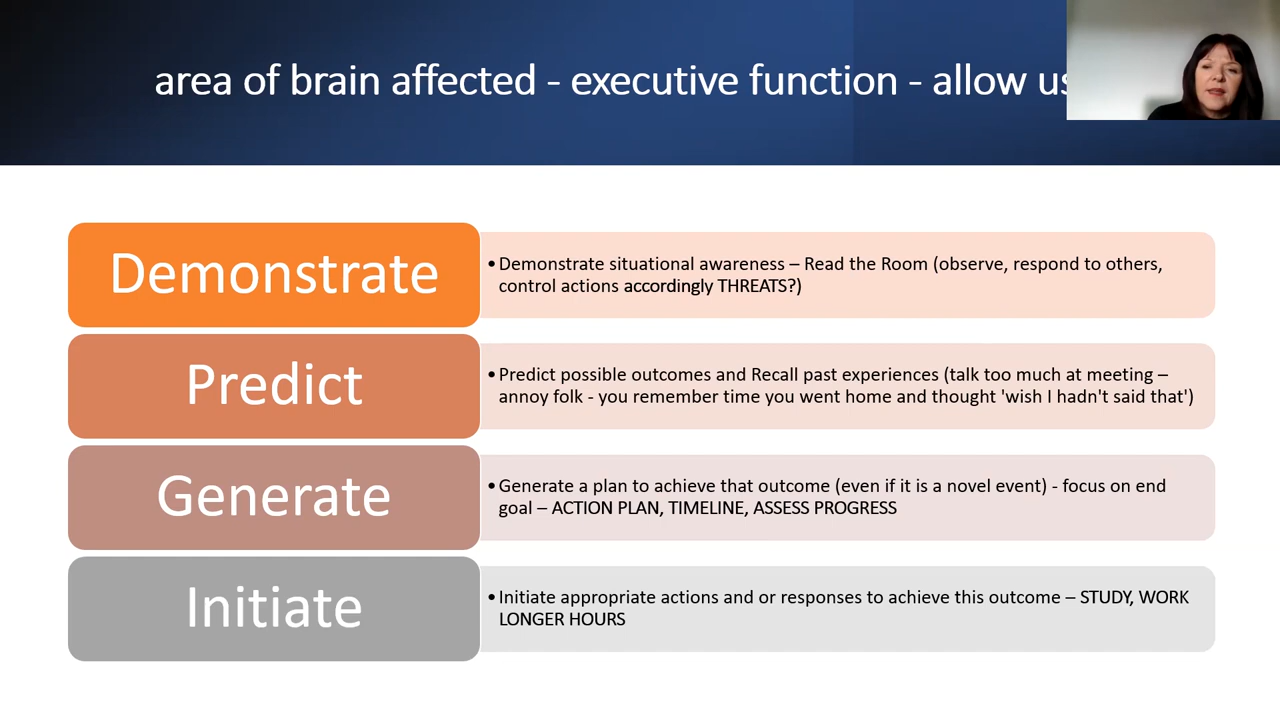 area of brain affected - executive function - allow us
Demonstrate
•Demonstrate situational awareness – Read the Room (observe, respond to others,
control actions accordingly THREATS?)
Predict
•Predict possible outcomes and Recall past experiences (talk too much at meeting –
annoy folk - you remember time you went home and thought 'wish I hadn't said that')
Generate
•Generate a plan to achieve that outcome (even if it is a novel event) - focus on end
goal – ACTION PLAN, TIMELINE, ASSESS PROGRESS
Initiate
•Initiate appropriate actions and or responses to achieve this outcome – STUDY, WORK
LONGER HOURS